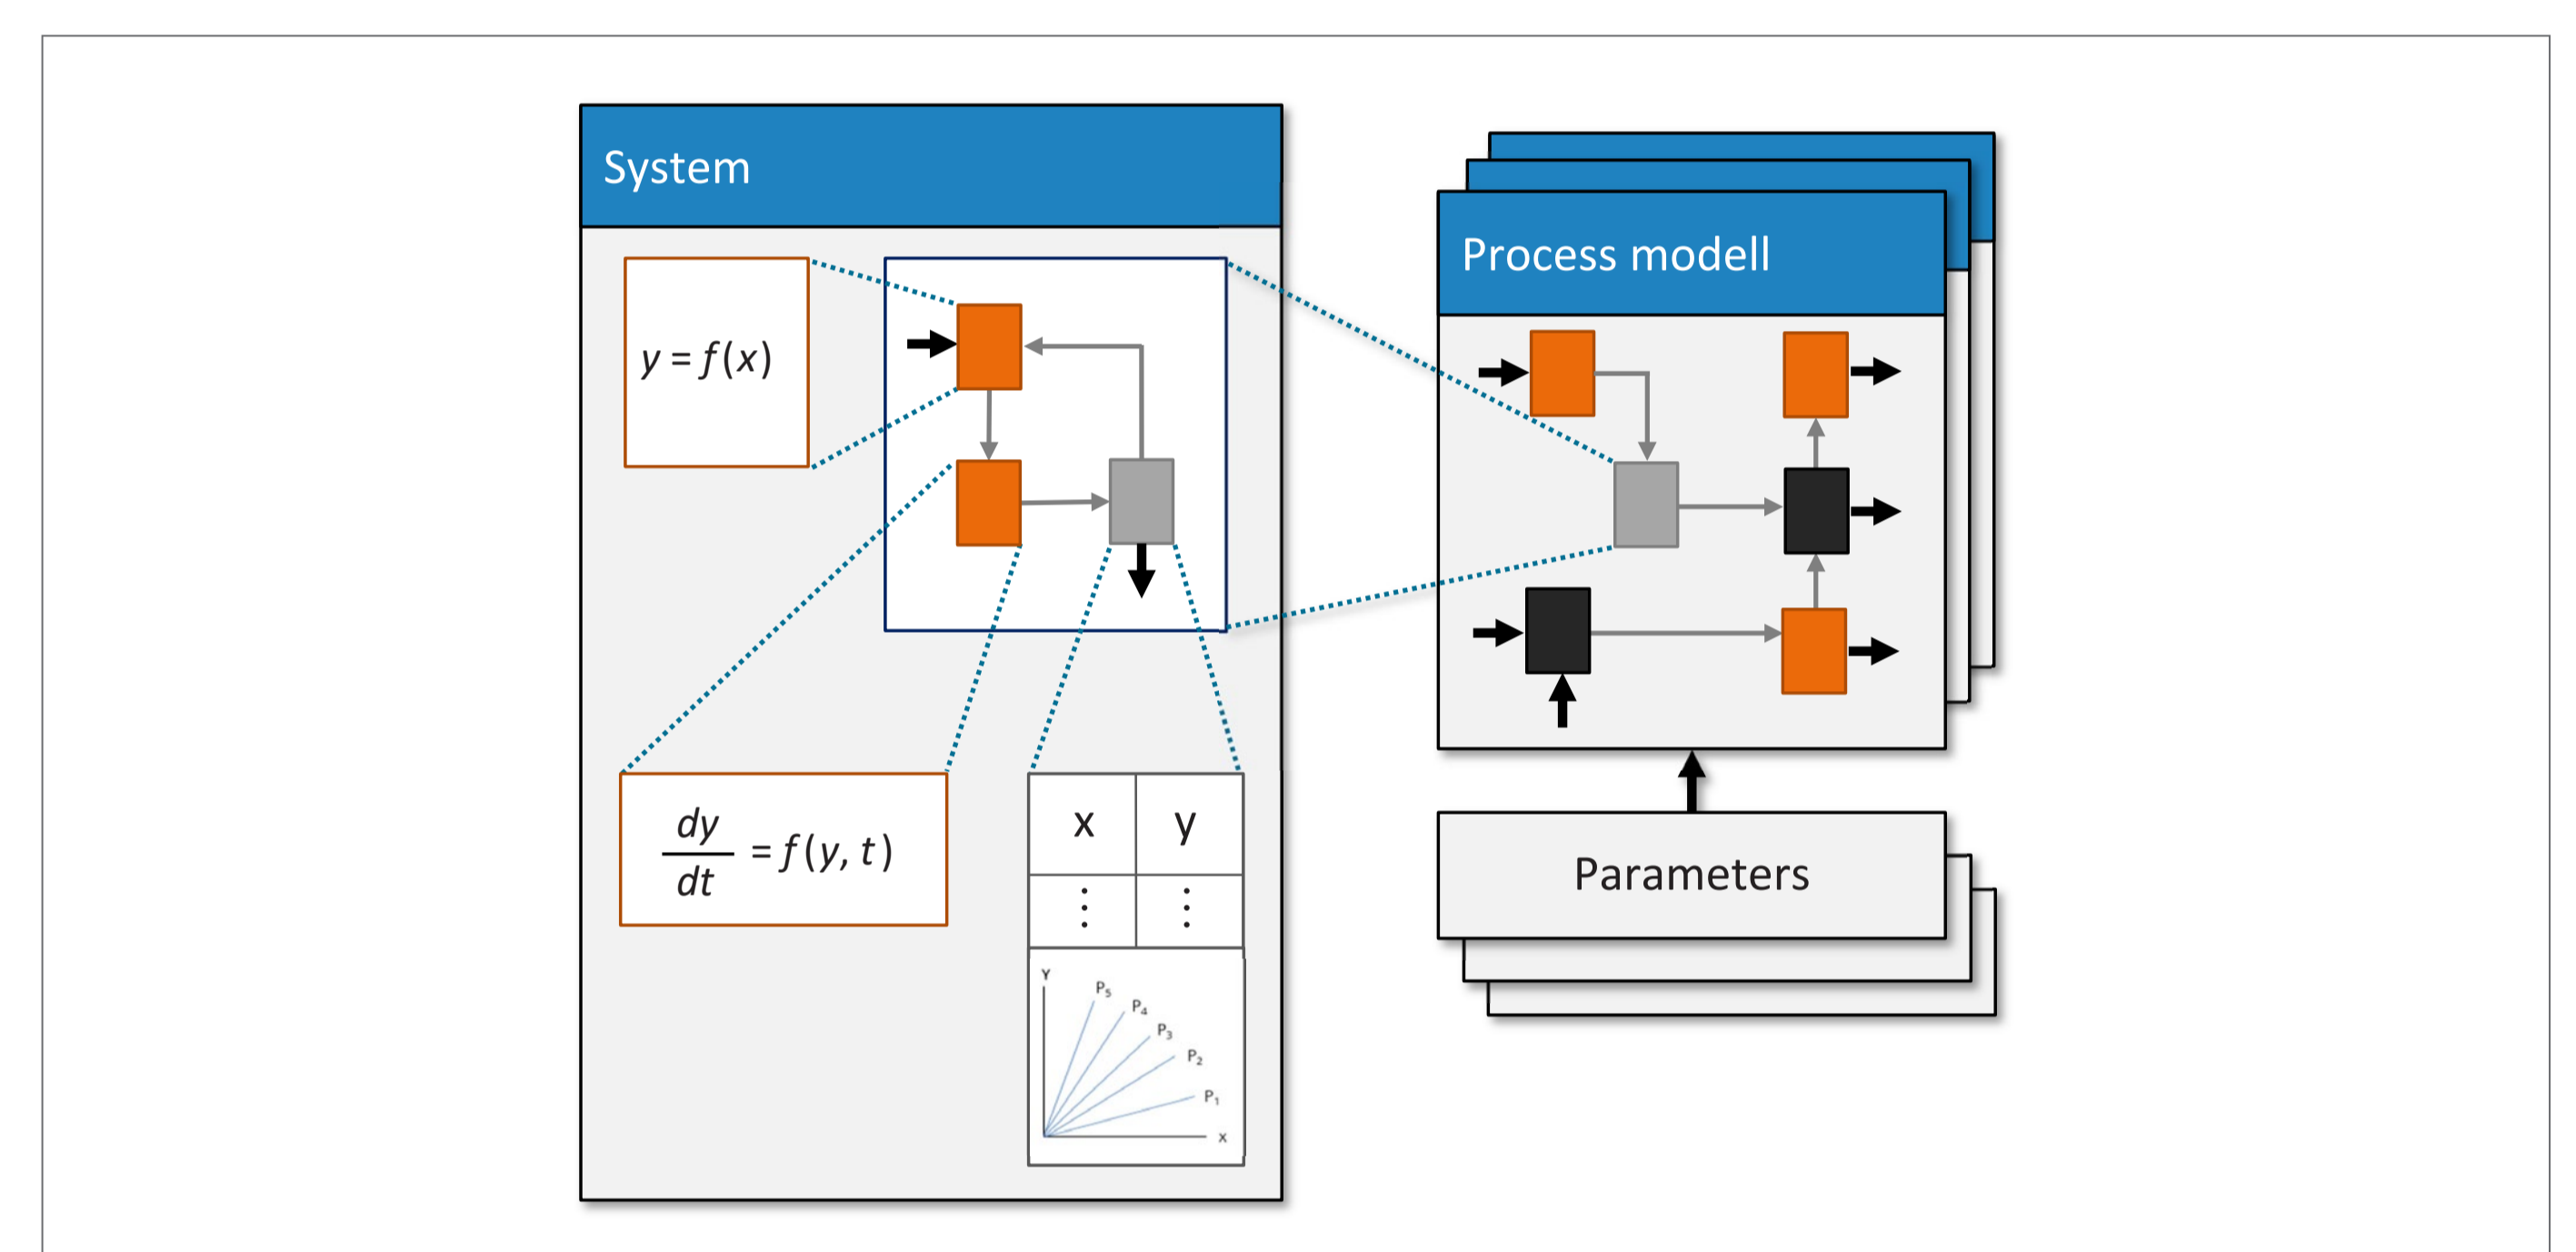 System
Process modell
y = f(x)
dy
dt
= f(y, t)
x y
⋮ ⋮
Y
P5
P4
P3
P2
P1
x
Parameters